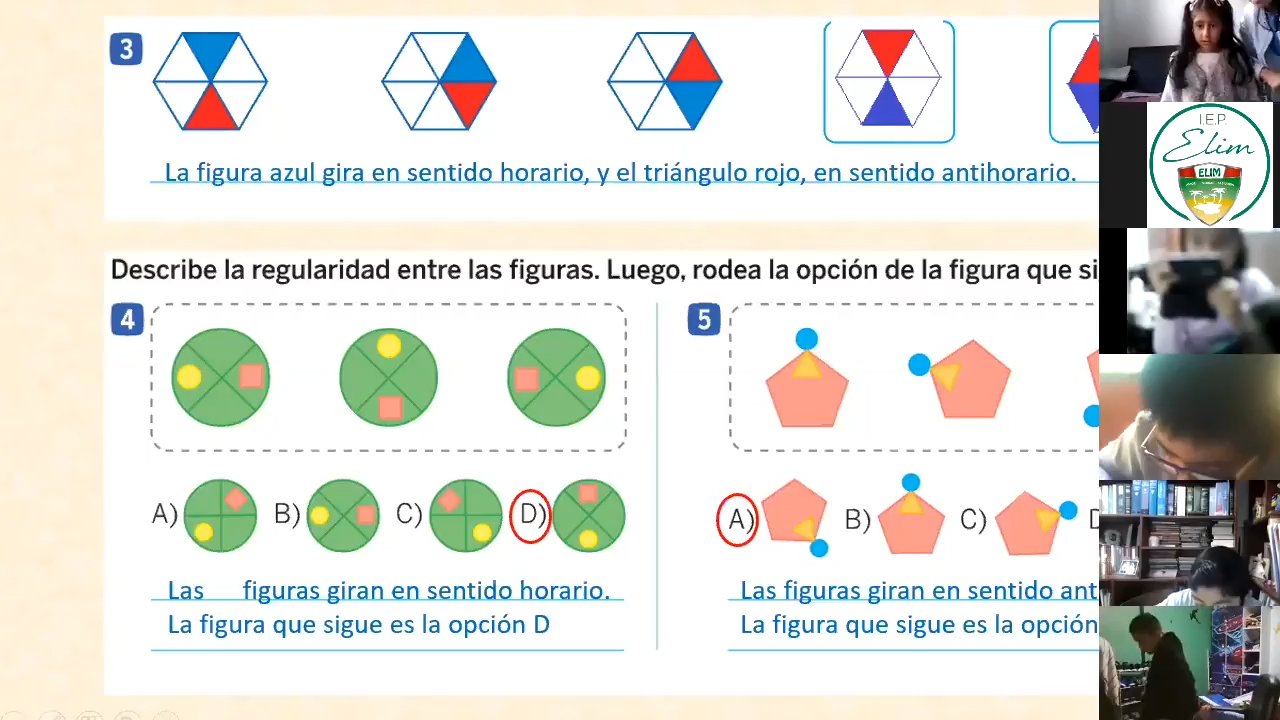 3
La figura azul gira en sentido horario, y el triángulo rojo, en sentido antihorario.
Describe la regularidad entre las figuras. Luego, rodea la opción de la figura que si
4
5
A) B) C) D)
A) B) C) D
Las figuras giran en sentido horario.
La figura que sigue es la opción D
Las figuras giran en sentido ant
La figura que sigue es la opción
I.E.P.
Elim
ELIM